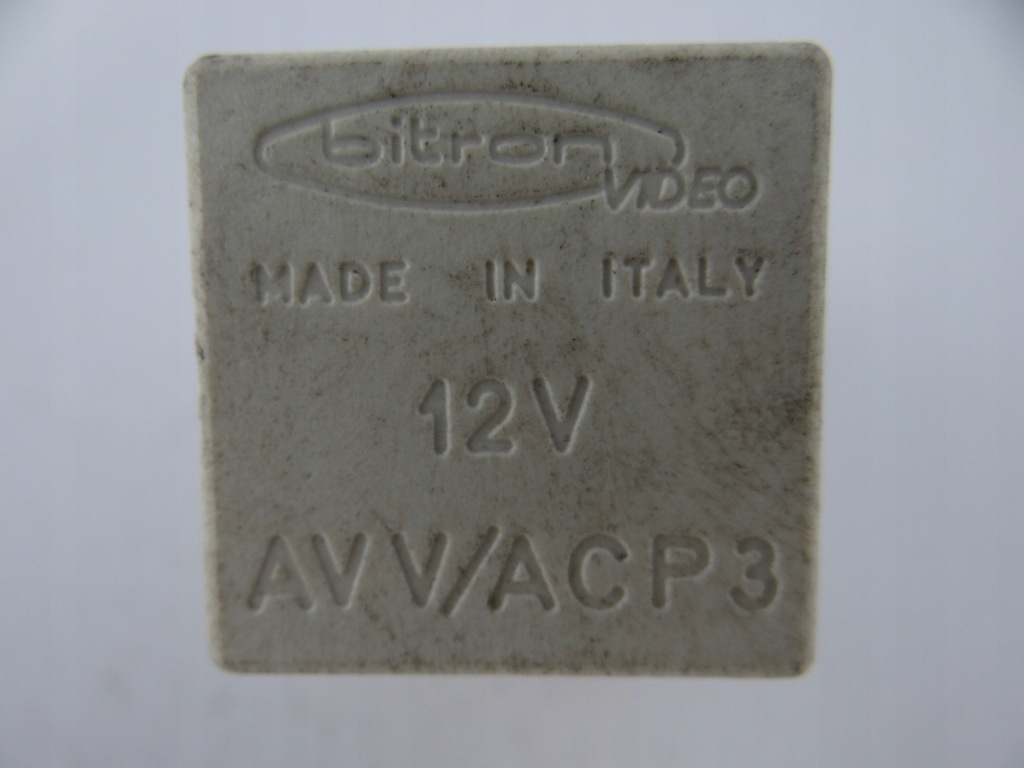 bitron VIDEO
MADE IN ITALY
12V
AVV/ACP3